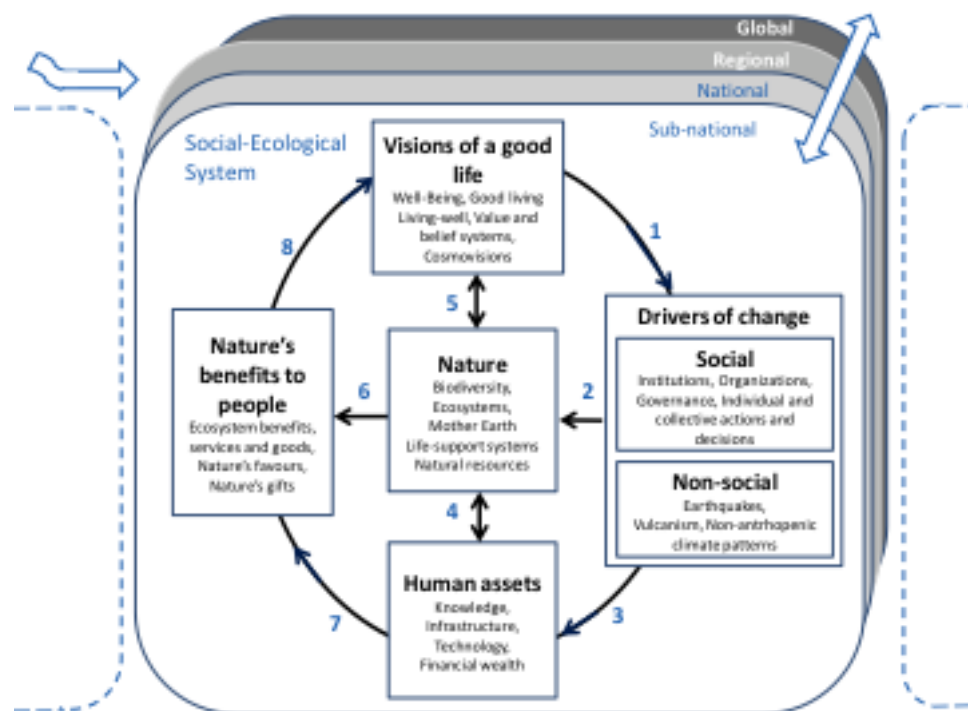 Global
Regional
National
Sub-national
Social-Ecological
System
Visions of a good
life
Well-Being, Good living
Living-well, Value and
belief systems,
Cosmovisions
8
1
5
Drivers of change
Social
Institutions, Organizations,
Governance, Individual and
collective actions and
decisions
Non-social
Earthquakes,
Vulcanism, Non-antrhopenic
climate patterns
Nature's
benefits to
people
Ecosystem benefits,
services and goods,
Nature's favours,
Nature's gifts
6
Nature
Biodiversity,
Ecosystems,
Mother Earth
Life-support systems
Natural resources
2
4
Human assets
Knowledge,
Infrastructure,
Technology,
Financial wealth
7
3